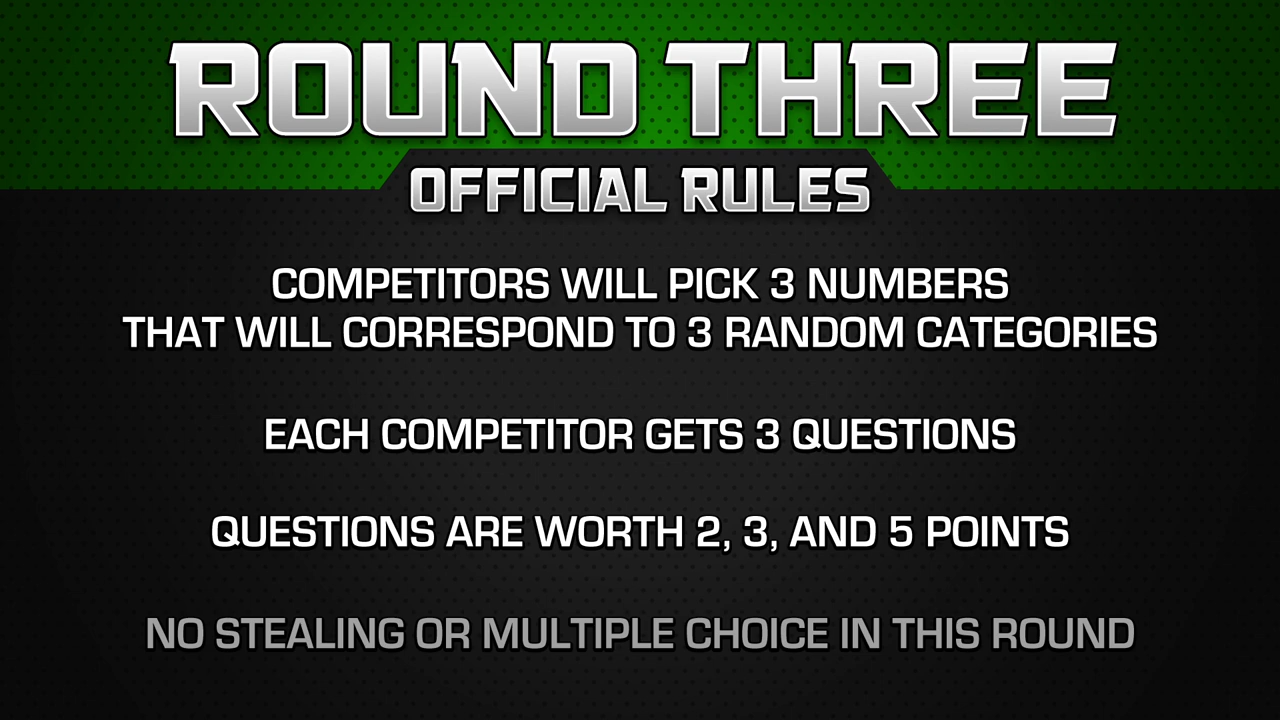 ROUND THREE
OFFICIAL RULES
COMPETITORS WILL PICK 3 NUMBERS
THAT WILL CORRESPOND TO 3 RANDOM CATEGORIES
EACH COMPETITOR GETS 3 QUESTIONS
QUESTIONS ARE WORTH 2, 3, AND 5 POINTS
NO STEALING OR MULTIPLE CHOICE IN THIS ROUND